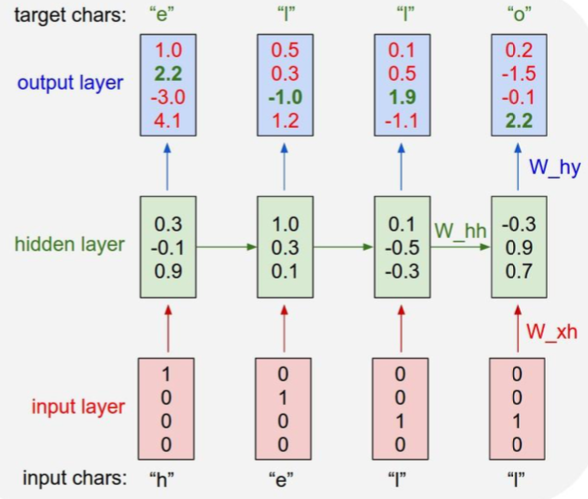 target chars: “e” “l” “l” “o”
output layer
1.0 0.5 0.1 0.2
2.2 0.3 0.5 -1.5
-3.0 -1.0 1.9 -0.1
4.1 1.2 -1.1 2.2
W_hy
hidden layer
0.3 1.0 0.1 W_hh -0.3
-0.1 0.3 -0.5 0.9
0.9 0.1 -0.3 0.7
W_xh
input layer
1 0 0 0
0 1 0 0
0 0 1 1
0 0 0 0
input chars: “h” “e” “l” “l”